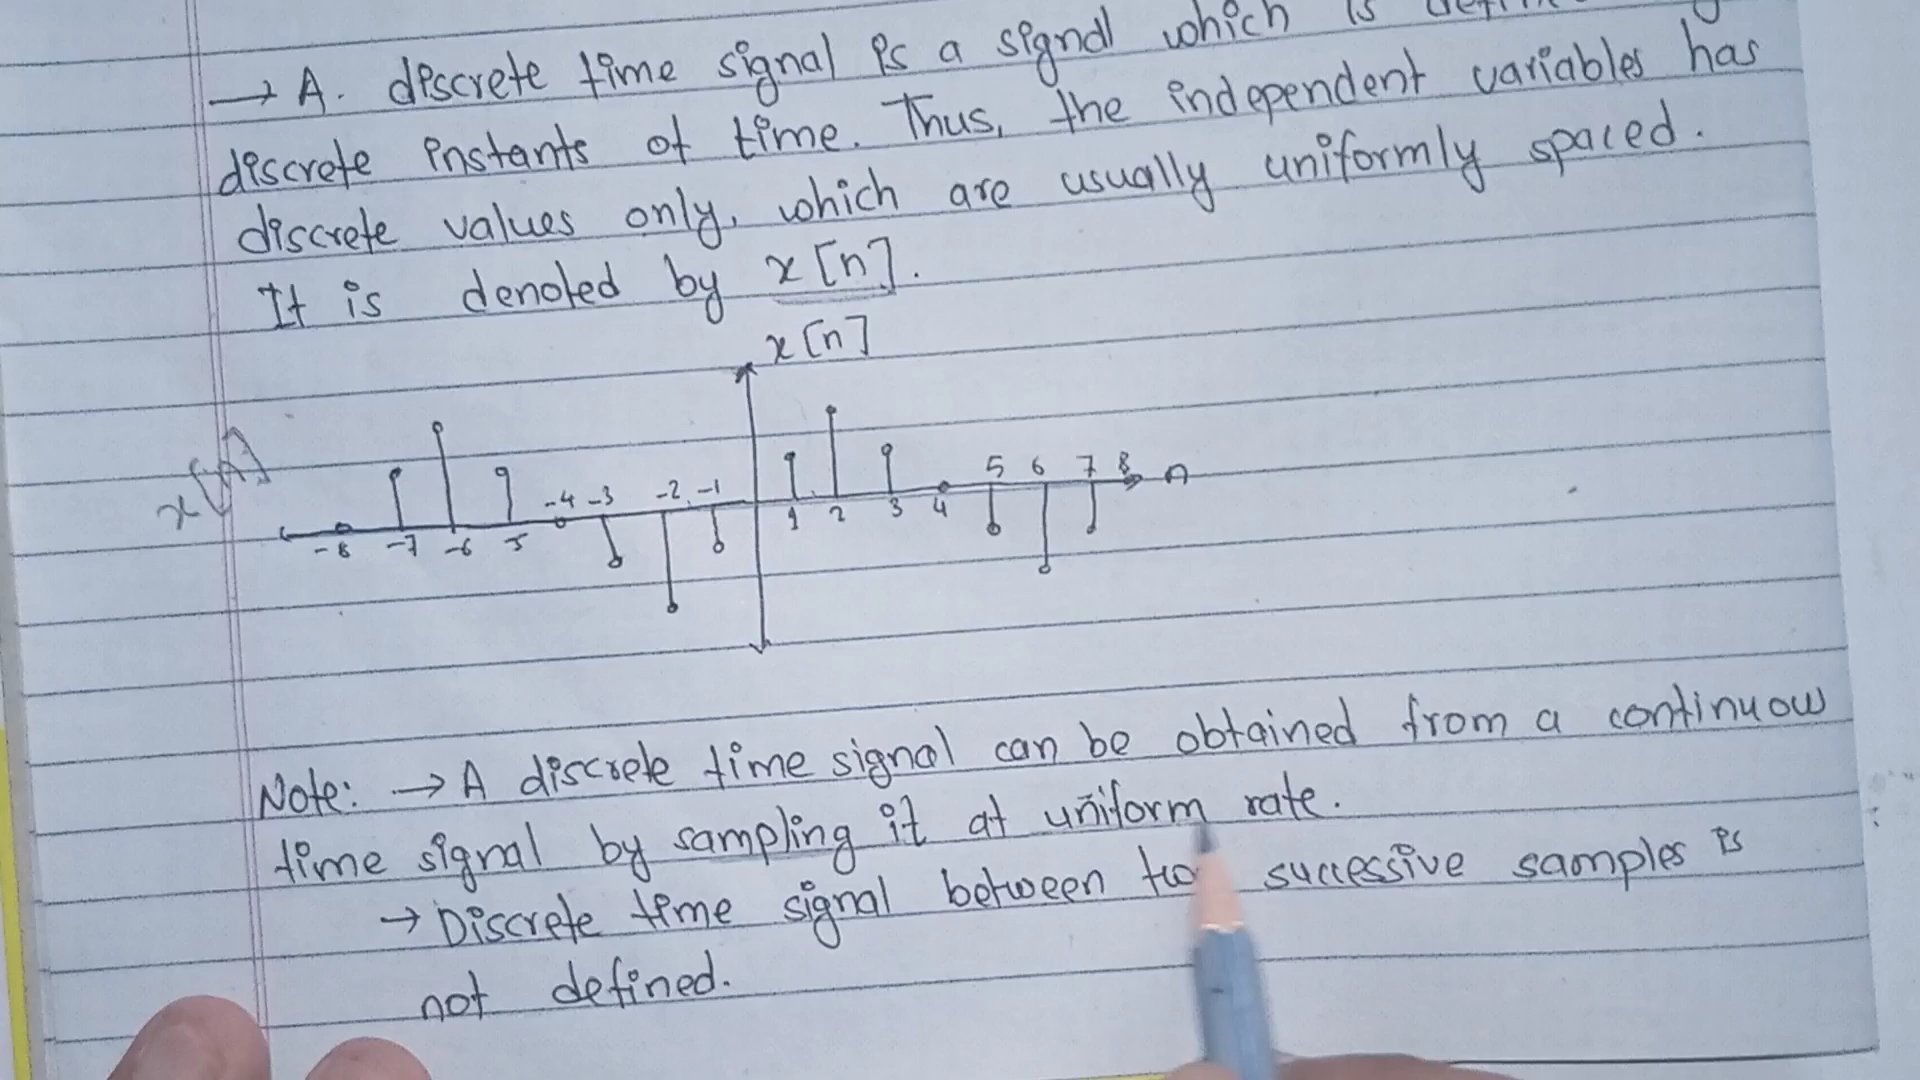 → A. discrete time signal is a signal which is
discrete instants of time. Thus, the independent variables has
discrete values only, which are usually uniformly spaced.
It is denoted by x[n].
x[n]
5 6 7 8 n
-4 -3 -2 -1
-8 -7 -6 5 1 2 3 4
Note: → A discrete time signal can be obtained from a continuou
time signal by sampling it at uniform rate.
→ Discrete time signal between two successive samples is
not defined.